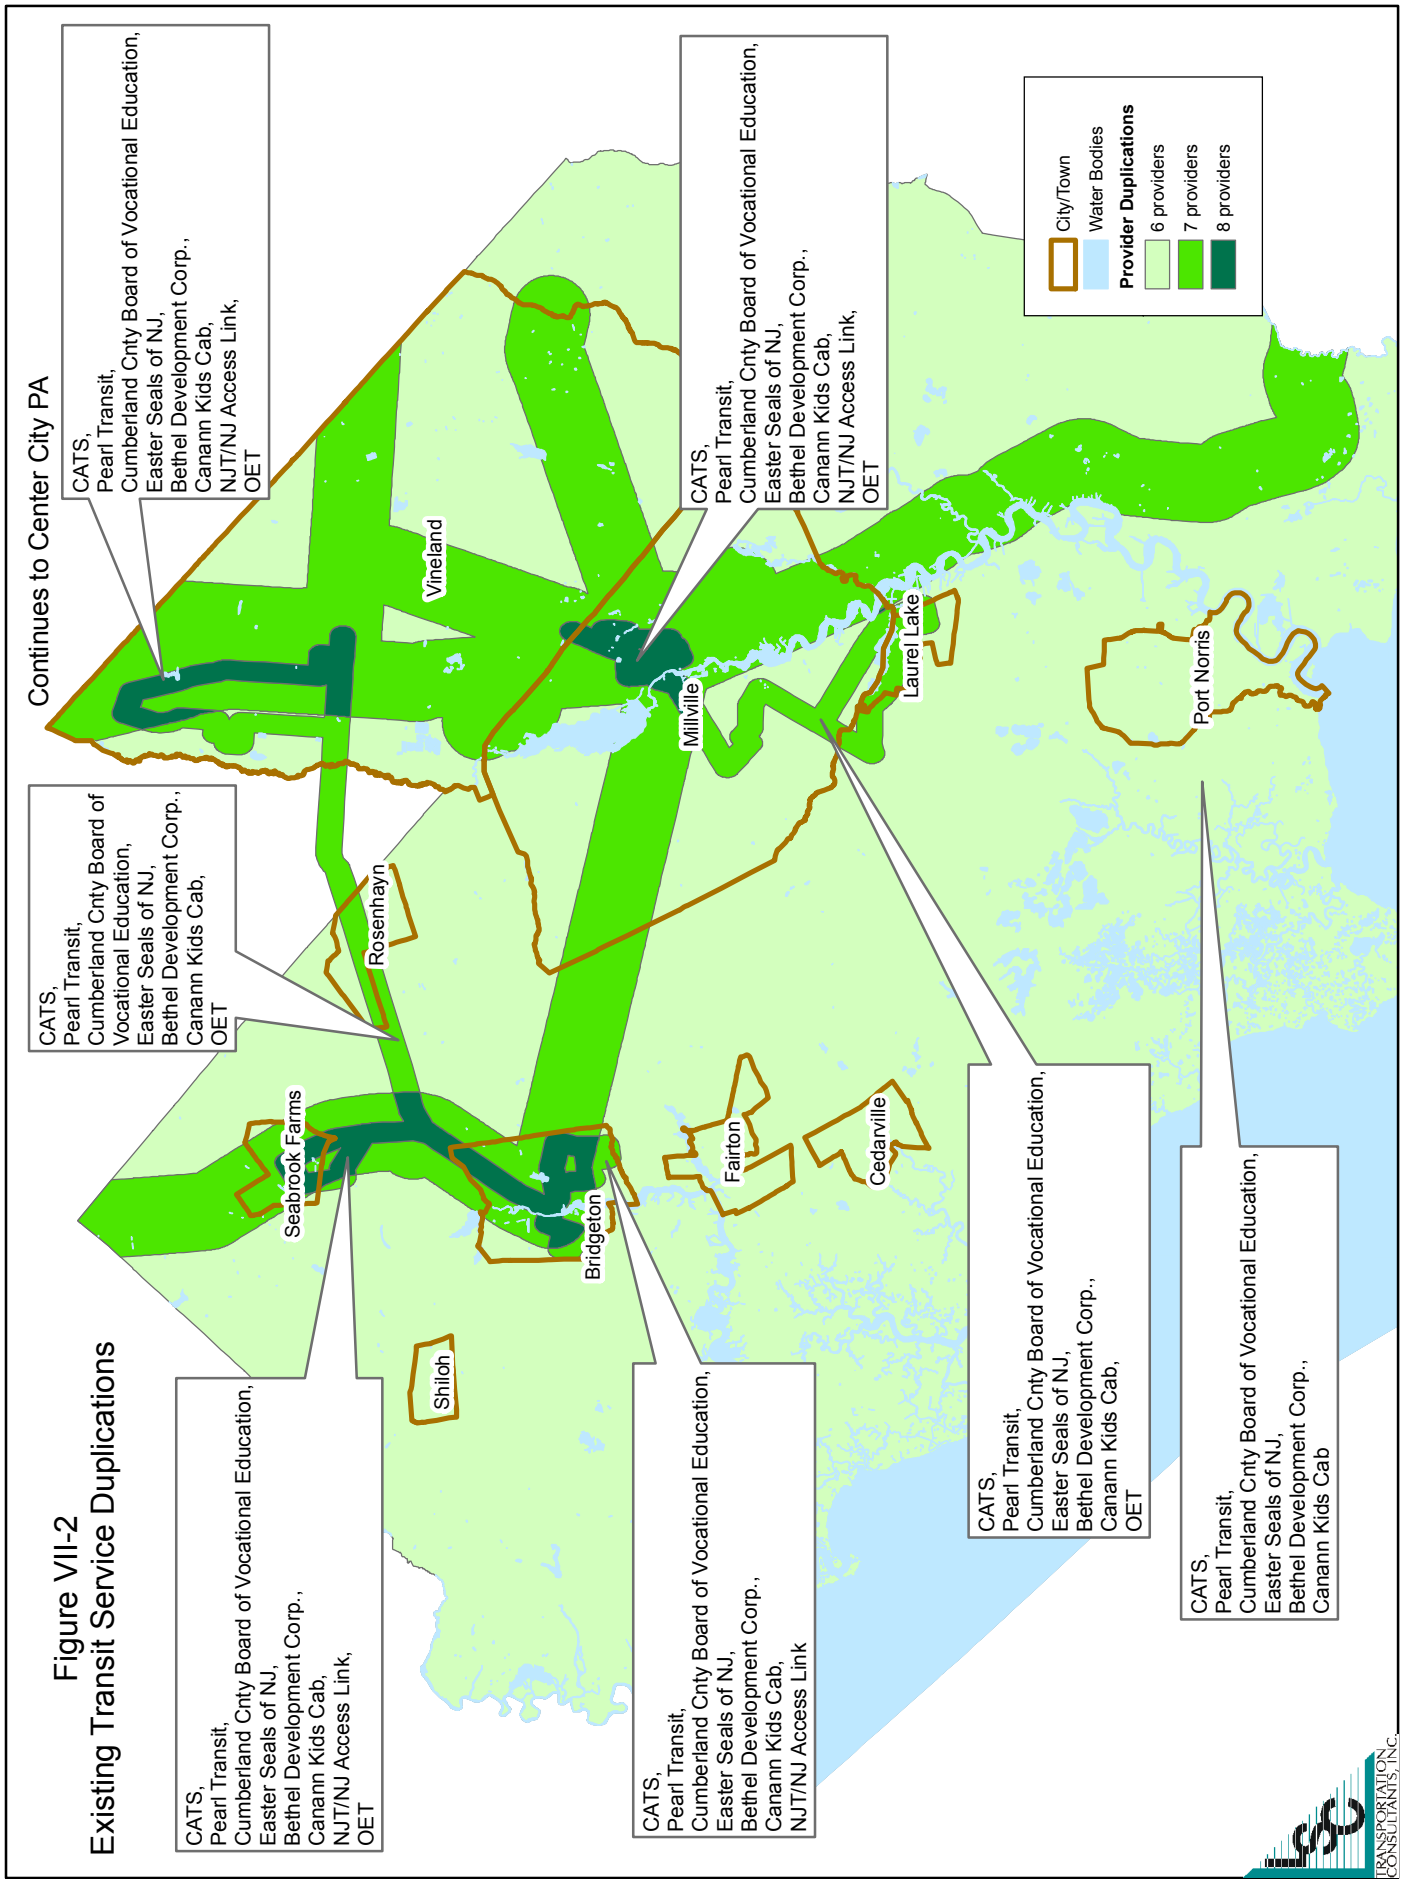 Figure VII-2
Existing Transit Service Duplications
Continues to Center City PA
CATS,
Pearl Transit,
Cumberland Cnty Board of Vocational Education,
Easter Seals of NJ,
Bethel Development Corp.,
Canann Kids Cab,
NJT/NJ Access Link,
OET
CATS,
Pearl Transit,
Cumberland Cnty Board of
Vocational Education,
Easter Seals of NJ,
Bethel Development Corp.,
Canann Kids Cab,
OET
CATS,
Pearl Transit,
Cumberland Cnty Board of Vocational Education,
Easter Seals of NJ,
Bethel Development Corp.,
Canann Kids Cab,
NJT/NJ Access Link,
OET
Seabrook Farms
Rosenhayn
Vineland
Shiloh
Bridgeton
Millville
CATS,
Pearl Transit,
Cumberland Cnty Board of Vocational Education,
Easter Seals of NJ,
Bethel Development Corp.,
Canann Kids Cab,
NJT/NJ Access Link
CATS,
Pearl Transit,
Cumberland Cnty Board of Vocational Education,
Easter Seals of NJ,
Bethel Development Corp.,
Canann Kids Cab,
NJT/NJ Access Link,
OET
Fairton
Cedarville
Laurel Lake
Port Norris
CATS,
Pearl Transit,
Cumberland Cnty Board of Vocational Education,
Easter Seals of NJ,
Bethel Development Corp.,
Canann Kids Cab,
OET
CATS,
Pearl Transit,
Cumberland Cnty Board of Vocational Education,
Easter Seals of NJ,
Bethel Development Corp.,
Canann Kids Cab
City/Town
Water Bodies
Provider Duplications
6 providers
7 providers
8 providers
LSC
TRANSPORTATION
CONSULTANTS, INC.